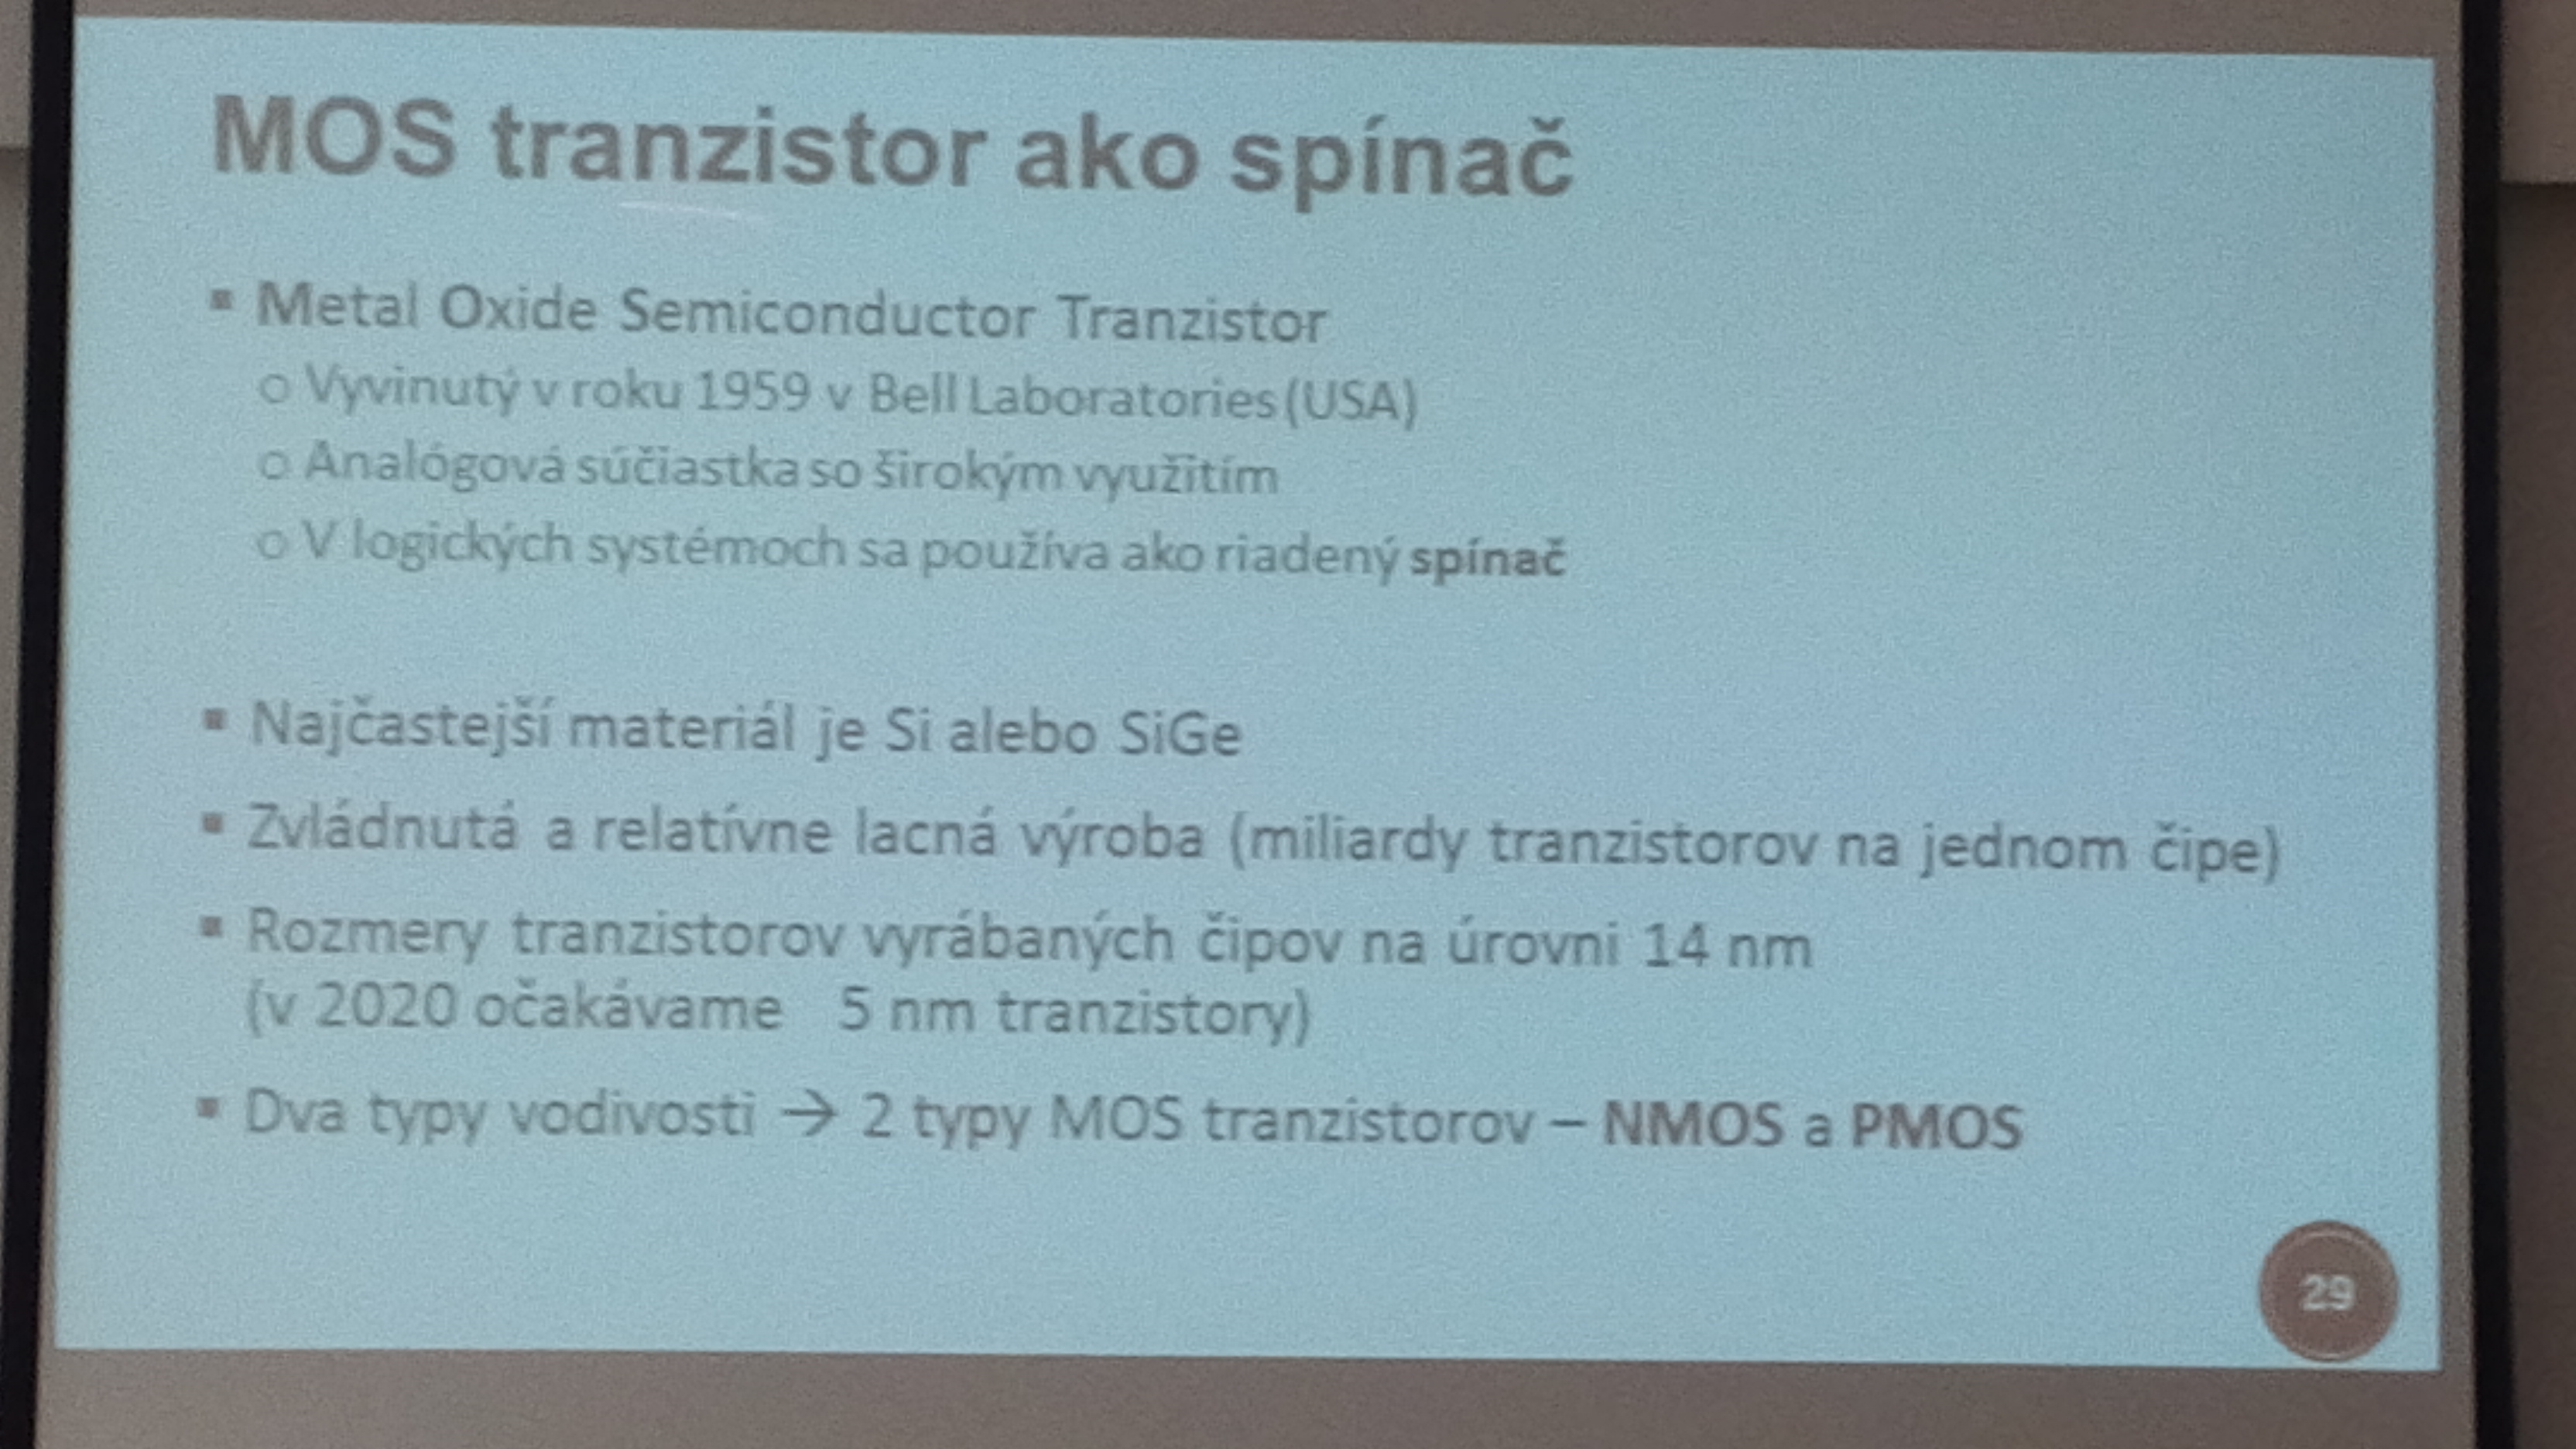 MOS tranzistor ako spínač
▪ Metal Oxide Semiconductor Tranzistor
o Vyvinutý v roku 1959 v Bell Laboratories (USA)
o Analógová súčiastka so širokým využitím
o V logických systémoch sa používa ako riadený spínač
▪ Najčastejší materiál je Si alebo SiGe
▪ Zvládnutá a relatívne lacná výroba (miliardy tranzistorov na jednom čipe)
▪ Rozmery tranzistorov vyrábaných čipov na úrovni 14 nm
(v 2020 očakávame 5 nm tranzistory)
▪ Dva typy vodivosti → 2 typy MOS tranzistorov – NMOS a PMOS
29